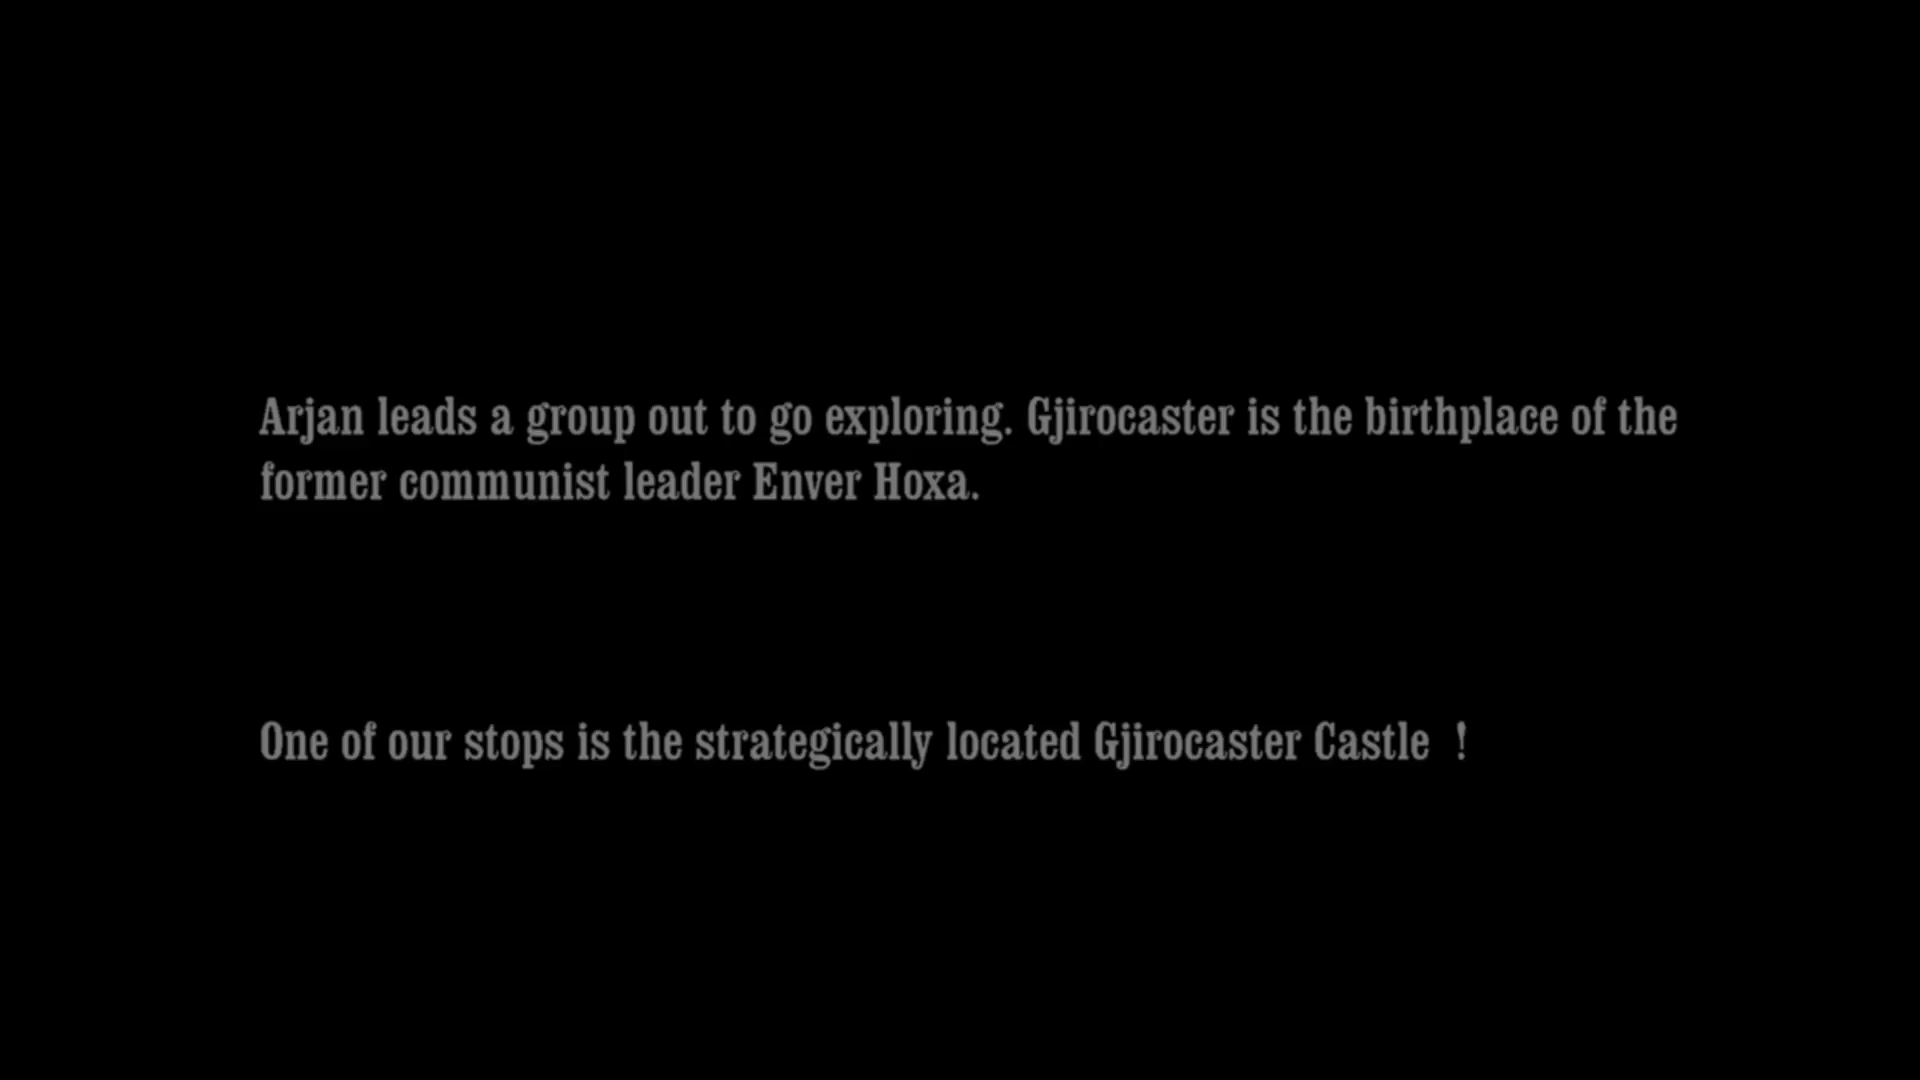 Arjan leads a group out to go exploring. Gjirocaster is the birthplace of the
former communist leader Enver Hoxa.
One of our stops is the strategically located Gjirocaster Castle  !